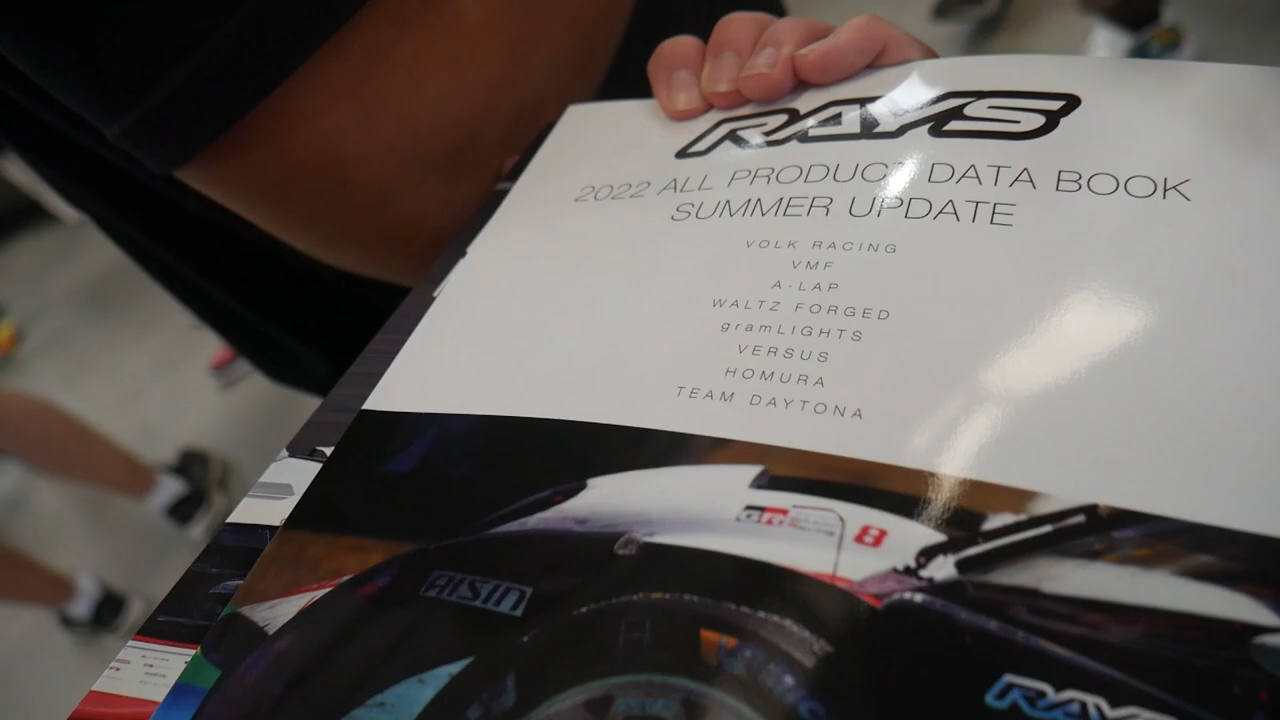 RAYS
2022 ALL PRODUCT DATA BOOK
SUMMER UPDATE
VOLK RACING
VMF
A·LAP
WALTZ FORGED
gramLIGHTS
VERSUS
HOMURA
TEAM DAYTONA
GR
8
AISIN
RAYS